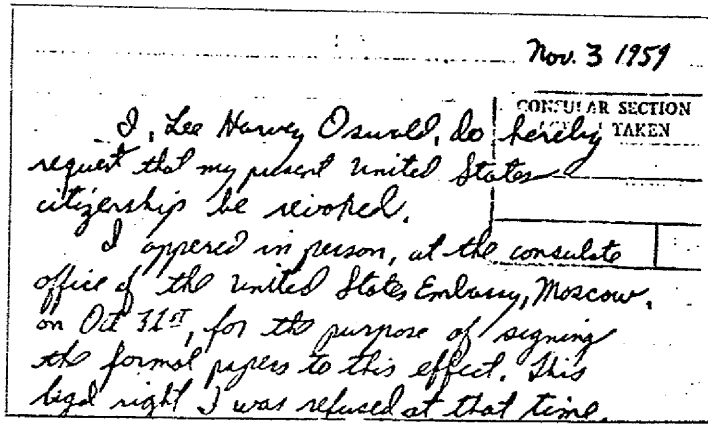 Nov. 3 1959
CONSULAR SECTION
TAKEN
I, Lee Harvey Oswald, do hereby
request that my present United States
citizenship be revoked.
I appered in person, at the consulate
office of the United States Embassy, Moscow,
on Oct 31st, for the purpose of signing
the formal papers to this effect. This
legal right I was refused at that time.